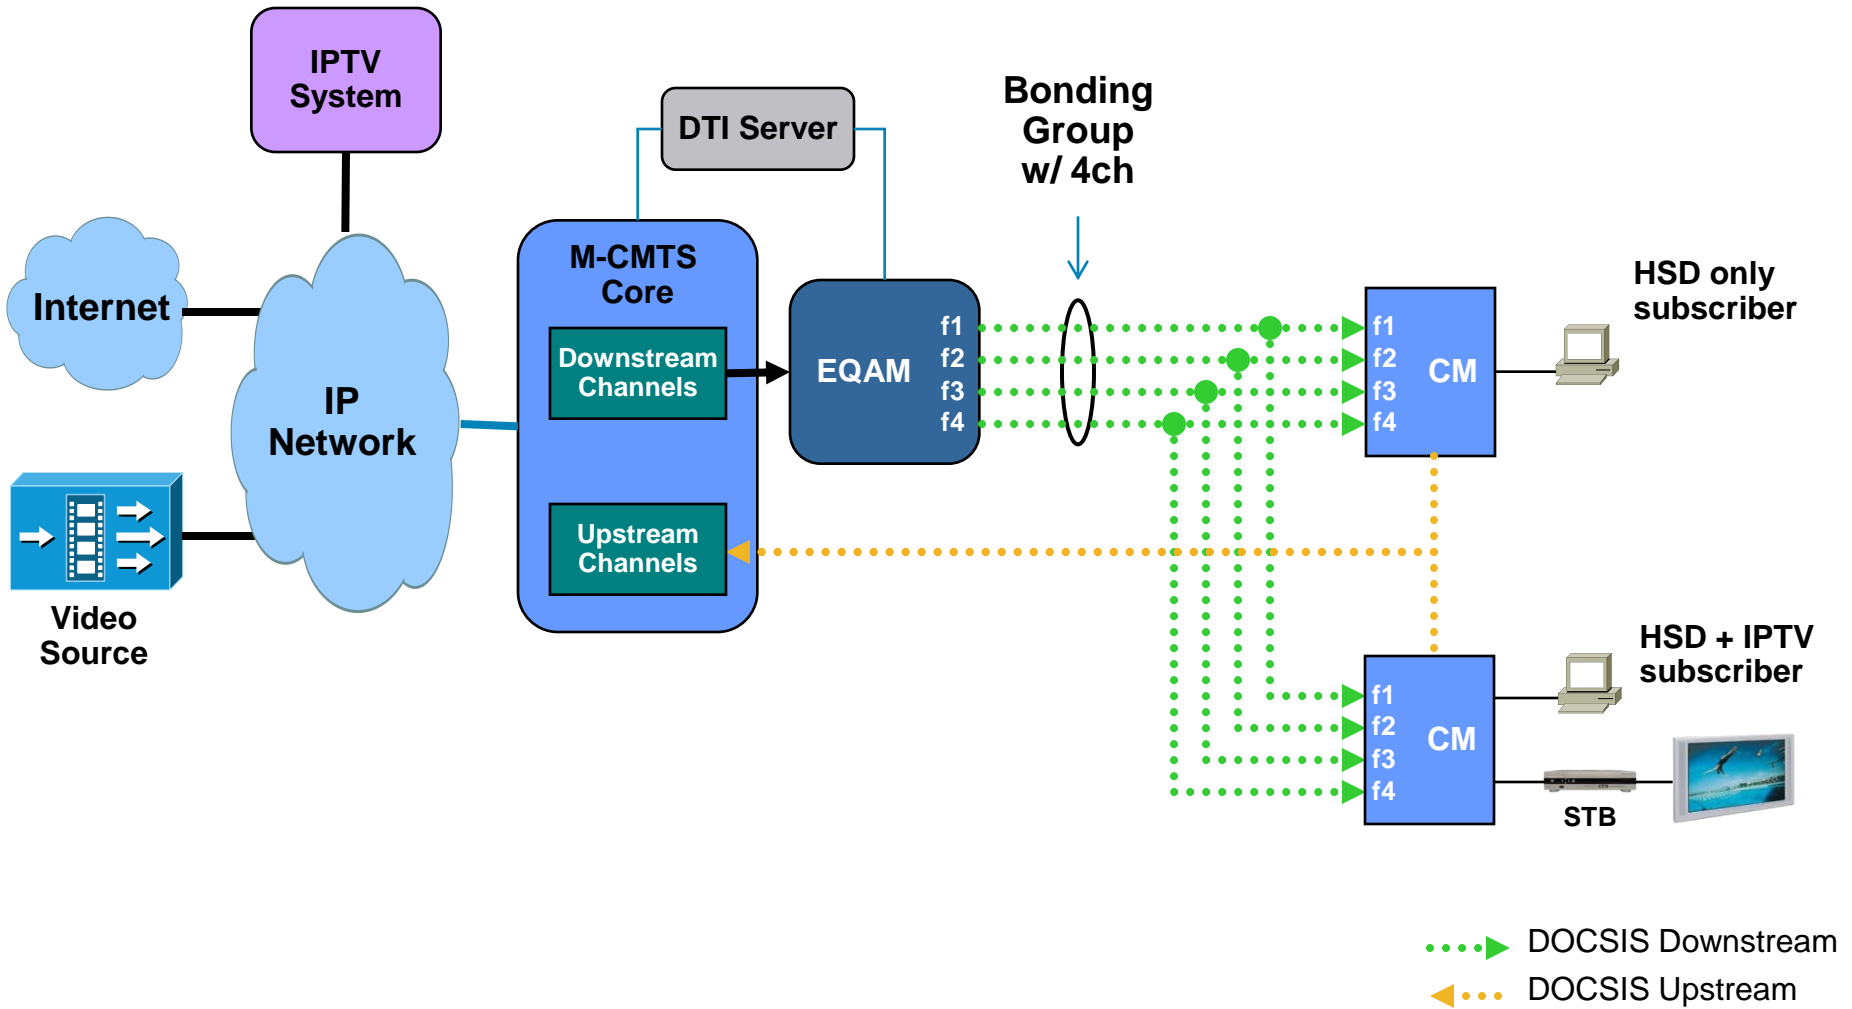 IPTV
System
DTI Server
Bonding
Group
w/ 4ch
Internet
IP
Network
Video
Source
M-CMTS
Core
Downstream
Channels
Upstream
Channels
EQAM
f1
f2
f3
f4
f1
f2
f3
f4
CM
HSD only
subscriber
f1
f2
f3
f4
CM
HSD + IPTV
subscriber
STB
DOCSIS Downstream
DOCSIS Upstream